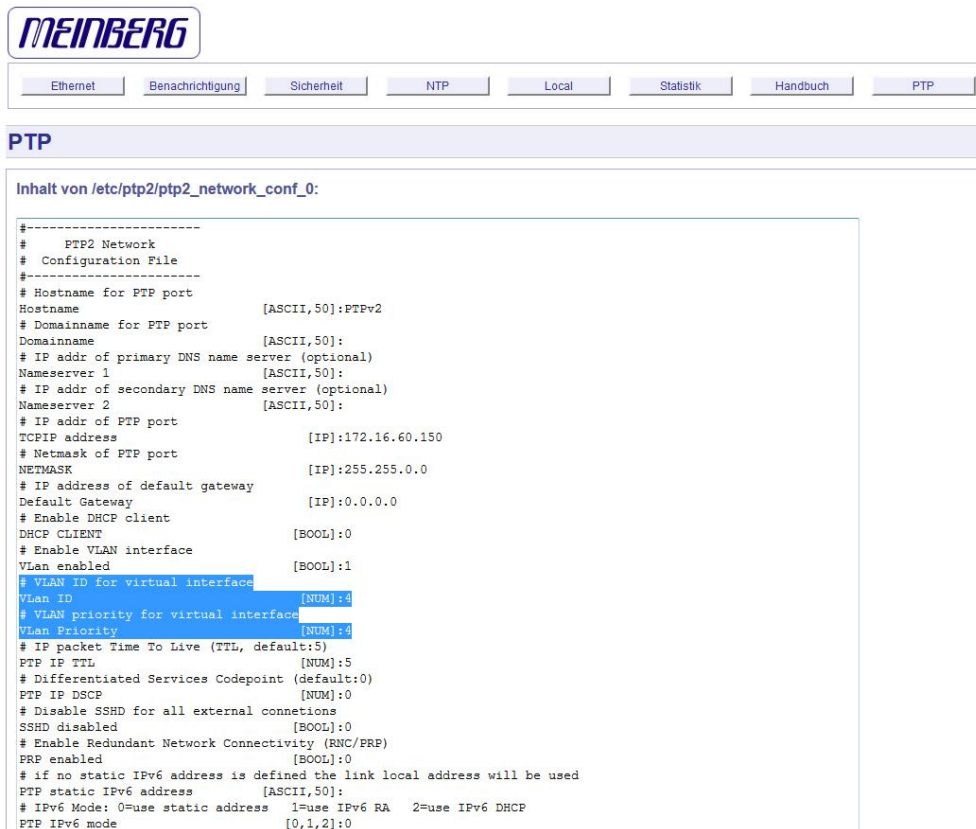 MEINBERG
Ethernet Benachrichtigung Sicherheit NTP Local Statistik Handbuch PTP
PTP
Inhalt von /etc/ptp2/ptp2_network_conf_0:
#-----------------------
# PTP2 Network
# Configuration File
#-----------------------
# Hostname for PTP port
Hostname [ASCII,50]:PTPv2
# Domainname for PTP port
Domainname [ASCII,50]:
# IP addr of primary DNS name server (optional)
Nameserver 1 [ASCII,50]:
# IP addr of secondary DNS name server (optional)
Nameserver 2 [ASCII,50]:
# IP addr of PTP port
TCPIP address [IP]:172.16.60.150
# Netmask of PTP port
NETMASK [IP]:255.255.0.0
# IP address of default gateway
Default Gateway [IP]:0.0.0.0
# Enable DHCP client
DHCP CLIENT [BOOL]:0
# Enable VLAN interface
VLan enabled [BOOL]:1
# VLAN ID for virtual interface
VLan ID [NUM]:4
# VLAN priority for virtual interface
VLan Priority [NUM]:4
# IP packet Time To Live (TTL, default:5)
PTP IP TTL [NUM]:5
# Differentiated Services Codepoint (default:0)
PTP IP DSCP [NUM]:0
# Disable SSHD for all external connetions
SSHD disabled [BOOL]:0
# Enable Redundant Network Connectivity (RNC/PRP)
PRP enabled [BOOL]:0
# if no static IPv6 address is defined the link local address will be used
PTP static IPv6 address [ASCII,50]:
# IPv6 Mode: 0=use static address 1=use IPv6 RA 2=use IPv6 DHCP
PTP IPv6 mode [0,1,2]:0